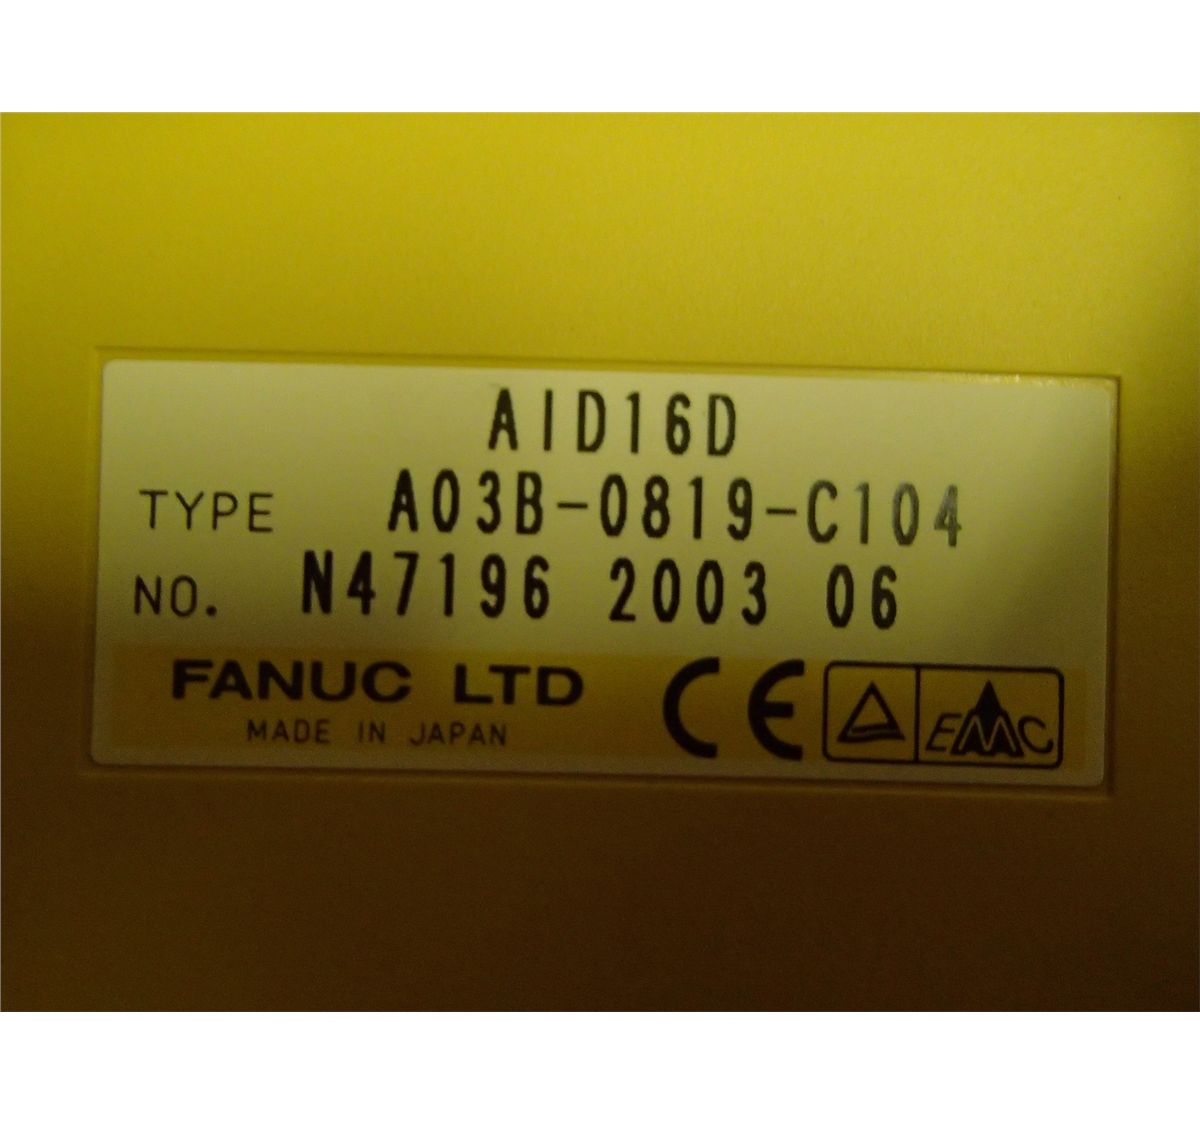 AID16D
TYPE A03B-0819-C104
NO. N47196 2003 06
FANUC LTD CE EMC
MADE IN JAPAN